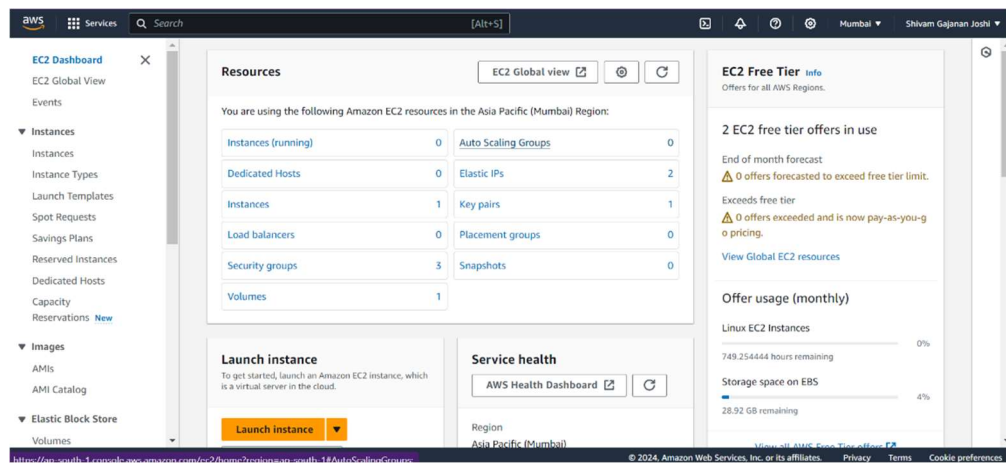 aws
Services
Search
[Alt+S]
Mumbai ▼
Shivam Gajanan Joshi ▼
EC2 Dashboard
EC2 Global View
Events
Instances
Instances
Instance Types
Launch Templates
Spot Requests
Savings Plans
Reserved Instances
Dedicated Hosts
Capacity
Reservations New
Images
AMIs
AMI Catalog
Elastic Block Store
Volumes
Resources
EC2 Global view
You are using the following Amazon EC2 resources in the Asia Pacific (Mumbai) Region:
Instances (running) 0
Auto Scaling Groups 0
Dedicated Hosts 0
Elastic IPs 2
Instances 1
Key pairs 1
Load balancers 0
Placement groups 0
Security groups 3
Snapshots 0
Volumes 1
Launch instance
To get started, launch an Amazon EC2 instance, which
is a virtual server in the cloud.
Launch instance
Service health
AWS Health Dashboard
Region
Asia Pacific (Mumbai)
EC2 Free Tier Info
Offers for all AWS Regions.
2 EC2 free tier offers in use
End of month forecast
0 offers forecasted to exceed free tier limit.
Exceeds free tier
0 offers exceeded and is now pay-as-you-g
o pricing.
View Global EC2 resources
Offer usage (monthly)
Linux EC2 Instances
0%
749.254444 hours remaining
Storage space on EBS
4%
28.92 GB remaining
View all AWS Free Tier offers
https://ap-south-1.console.aws.amazon.com/ec2/home?region=ap-south-1#AutoScalingGroups:
© 2024, Amazon Web Services, Inc. or its affiliates.
Privacy
Terms
Cookie preferences